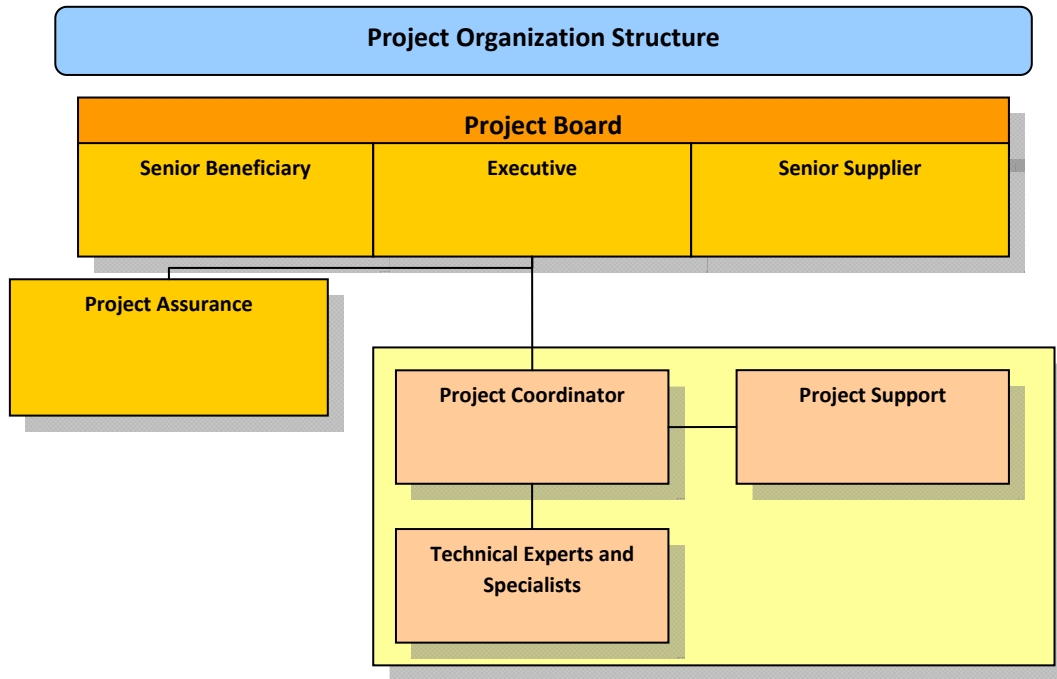 Project Organization Structure
Project Board
Senior Beneficiary
Executive
Senior Supplier
Project Assurance
Project Coordinator
Project Support
Technical Experts and
Specialists